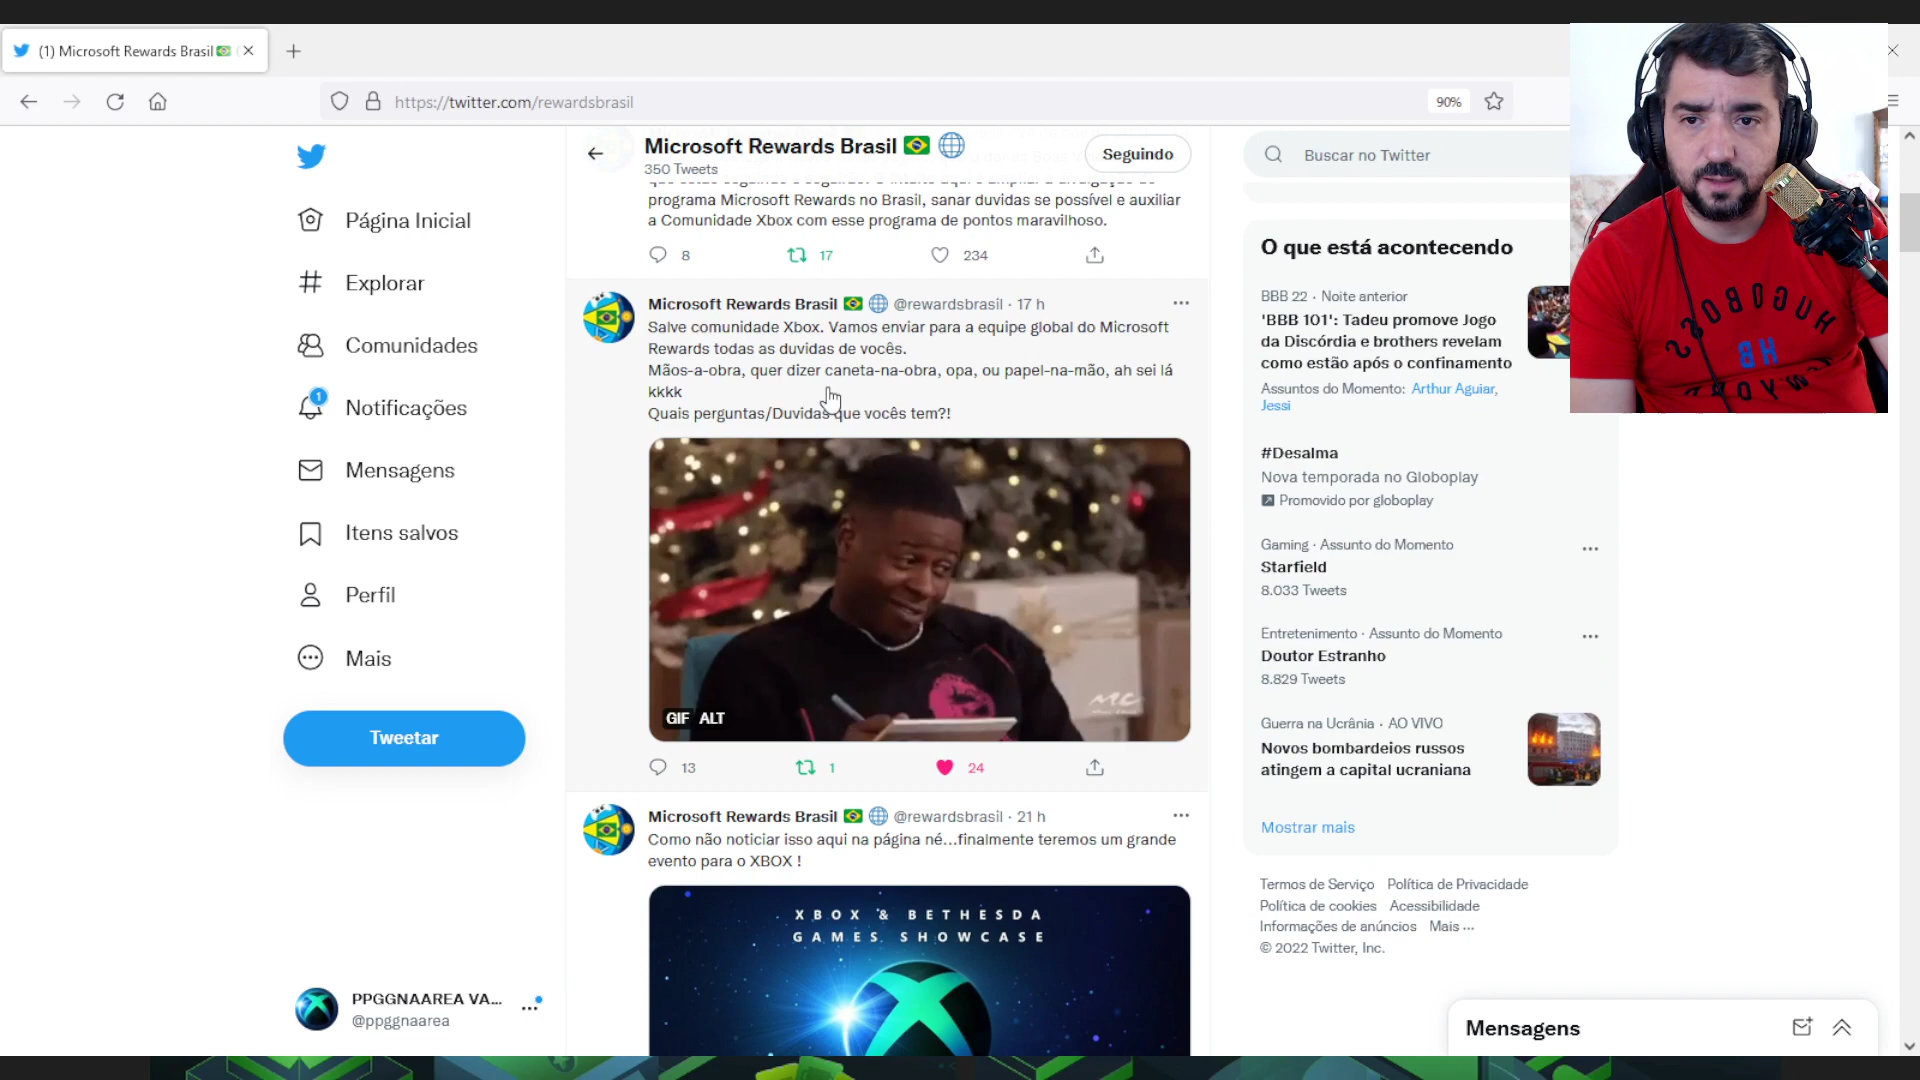 (1) Microsoft Rewards Brasil
https://twitter.com/rewardsbrasil
90%
Microsoft Rewards Brasil
350 Tweets
Seguindo
programa Microsoft Rewards no Brasil, sanar duvidas se possível e auxiliar
a Comunidade Xbox com esse programa de pontos maravilhoso.
8 17 234
Página Inicial
Explorar
Comunidades
1
Notificações
Mensagens
Itens salvos
Perfil
Mais
Tweetar
PPGGNAAREA VA...
@ppggnaarea
Microsoft Rewards Brasil @rewardsbrasil · 17 h
Salve comunidade Xbox. Vamos enviar para a equipe global do Microsoft
Rewards todas as duvidas de vocês.
Mãos-a-obra, quer dizer caneta-na-obra, opa, ou papel-na-mão, ah sei lá
kkkk
Quais perguntas/Duvidas que vocês tem?!
GIF ALT
13 1 24
Microsoft Rewards Brasil @rewardsbrasil · 21 h
Como não noticiar isso aqui na página né...finalmente teremos um grande
evento para o XBOX !
XBOX & BETHESDA
GAMES SHOWCASE
Buscar no Twitter
O que está acontecendo
BBB 22 · Noite anterior
'BBB 101': Tadeu promove Jogo
da Discórdia e brothers revelam
como estão após o confinamento
Assuntos do Momento: Arthur Aguiar,
Jessi
#Desalma
Nova temporada no Globoplay
Promovido por globoplay
Gaming · Assunto do Momento
Starfield
8.033 Tweets
Entretenimento · Assunto do Momento
Doutor Estranho
8.829 Tweets
Guerra na Ucrânia · AO VIVO
Novos bombardeios russos
atingem a capital ucraniana
Mostrar mais
Termos de Serviço Política de Privacidade
Política de cookies Acessibilidade
Informações de anúncios Mais ...
© 2022 Twitter, Inc.
Mensagens
HB